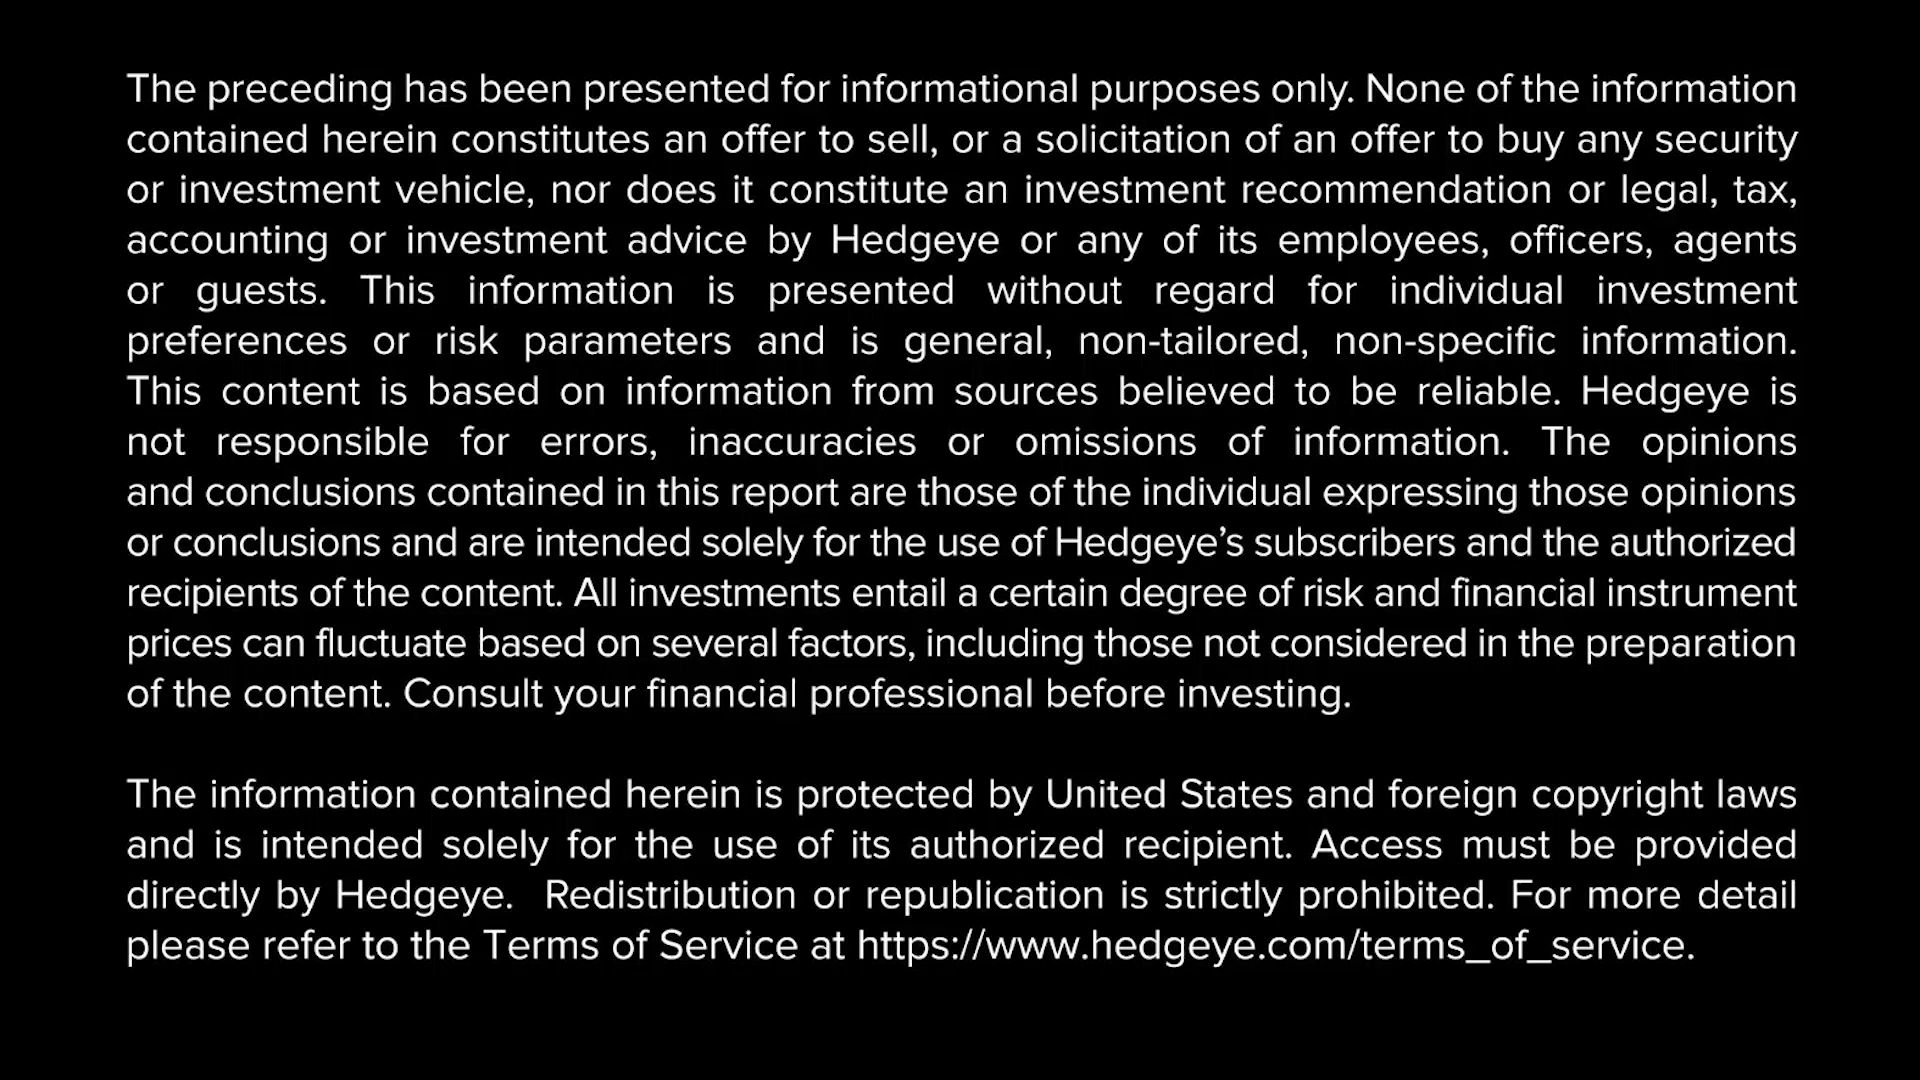 The preceding has been presented for informational purposes only. None of the information
contained herein constitutes an offer to sell, or a solicitation of an offer to buy any security
or investment vehicle, nor does it constitute an investment recommendation or legal, tax,
accounting or investment advice by Hedgeye or any of its employees, officers, agents
or guests. This information is presented without regard for individual investment
preferences or risk parameters and is general, non-tailored, non-specific information.
This content is based on information from sources believed to be reliable. Hedgeye is
not responsible for errors, inaccuracies or omissions of information. The opinions
and conclusions contained in this report are those of the individual expressing those opinions
or conclusions and are intended solely for the use of Hedgeye’s subscribers and the authorized
recipients of the content. All investments entail a certain degree of risk and financial instrument
prices can fluctuate based on several factors, including those not considered in the preparation
of the content. Consult your financial professional before investing.
The information contained herein is protected by United States and foreign copyright laws
and is intended solely for the use of its authorized recipient. Access must be provided
directly by Hedgeye.  Redistribution or republication is strictly prohibited. For more detail
please refer to the Terms of Service at https://www.hedgeye.com/terms_of_service.